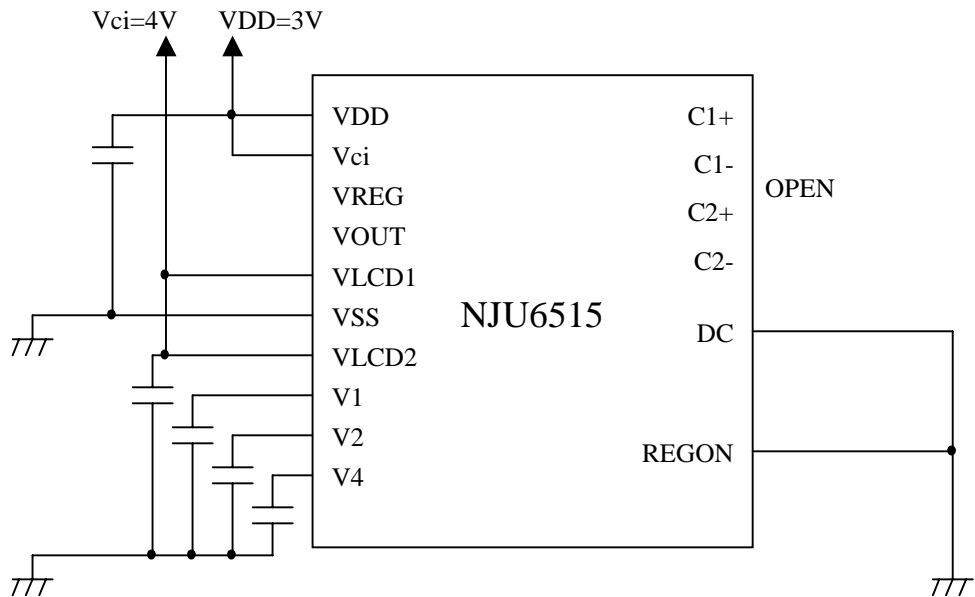 Vci=4V VDD=3V
VDD
Vci
VREG
VOUT
VLCD1
VSS
VLCD2
V1
V2
V4
NJU6515
C1+
C1-
C2+
C2-
OPEN
DC
REGON